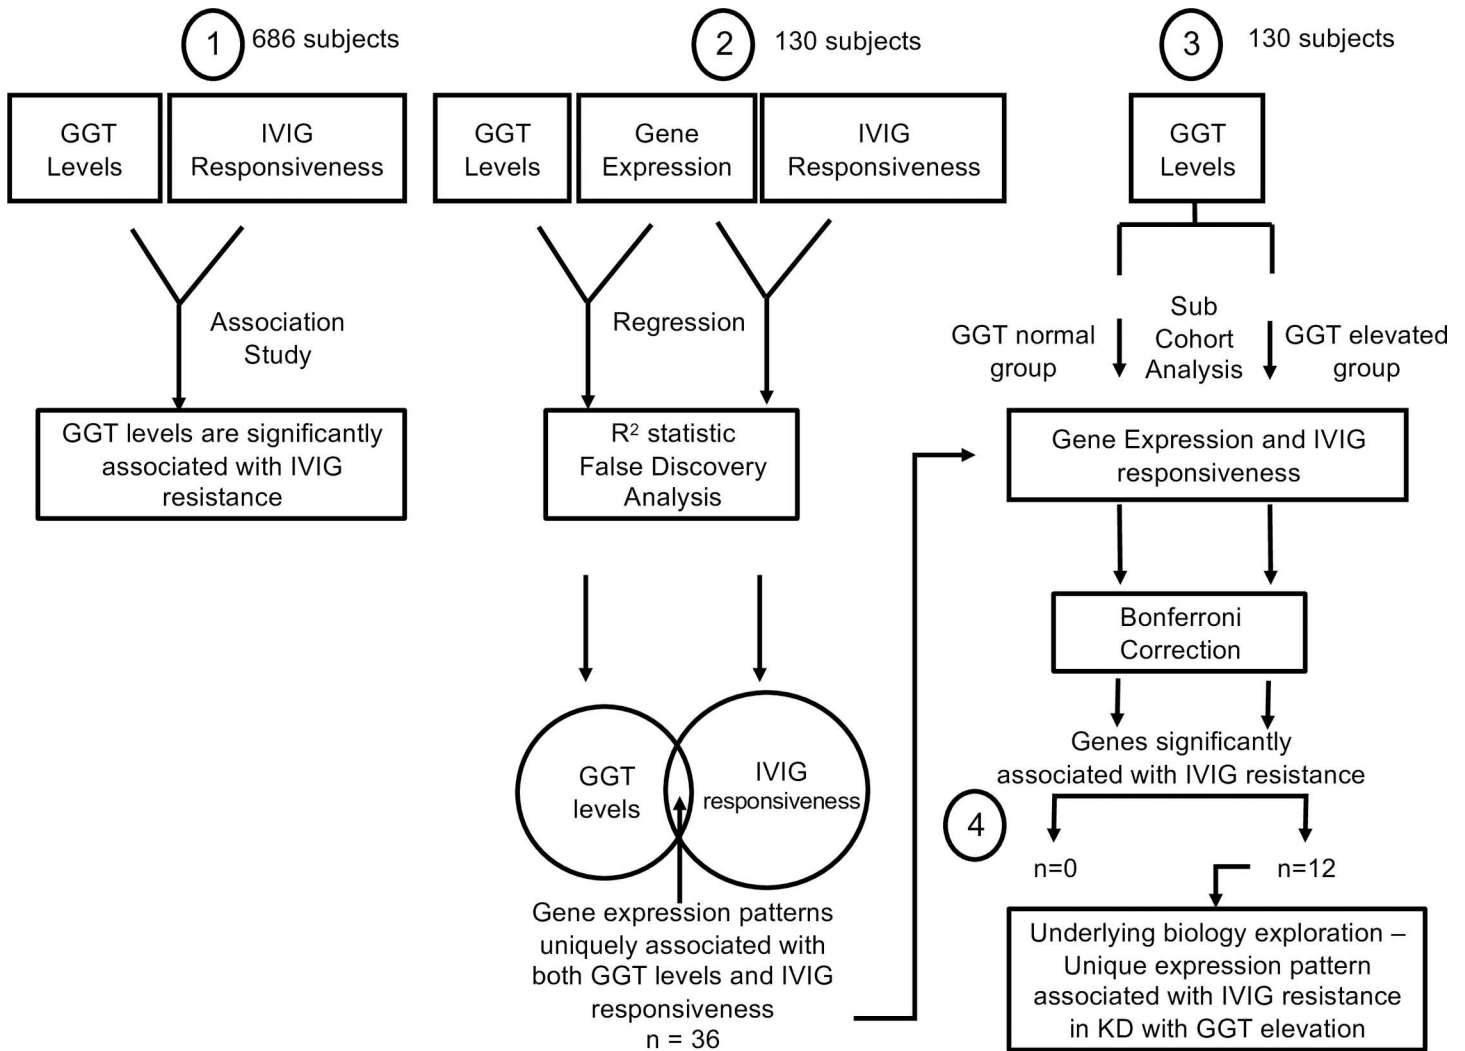 1
686 subjects
GGT
Levels
IVIG
Responsiveness
Association
Study
GGT levels are significantly
associated with IVIG
resistance
2
130 subjects
GGT
Levels
Gene
Expression
IVIG
Responsiveness
Regression
R² statistic
False Discovery
Analysis
GGT
levels
IVIG
responsiveness
Gene expression patterns
uniquely associated with
both GGT levels and IVIG
responsiveness
n = 36
3
130 subjects
GGT
Levels
Sub
Cohort
Analysis
GGT normal
group
GGT elevated
group
Gene Expression and IVIG
responsiveness
Bonferroni
Correction
Genes significantly
associated with IVIG resistance
4
n=0
n=12
Underlying biology exploration –
Unique expression pattern
associated with IVIG resistance
in KD with GGT elevation